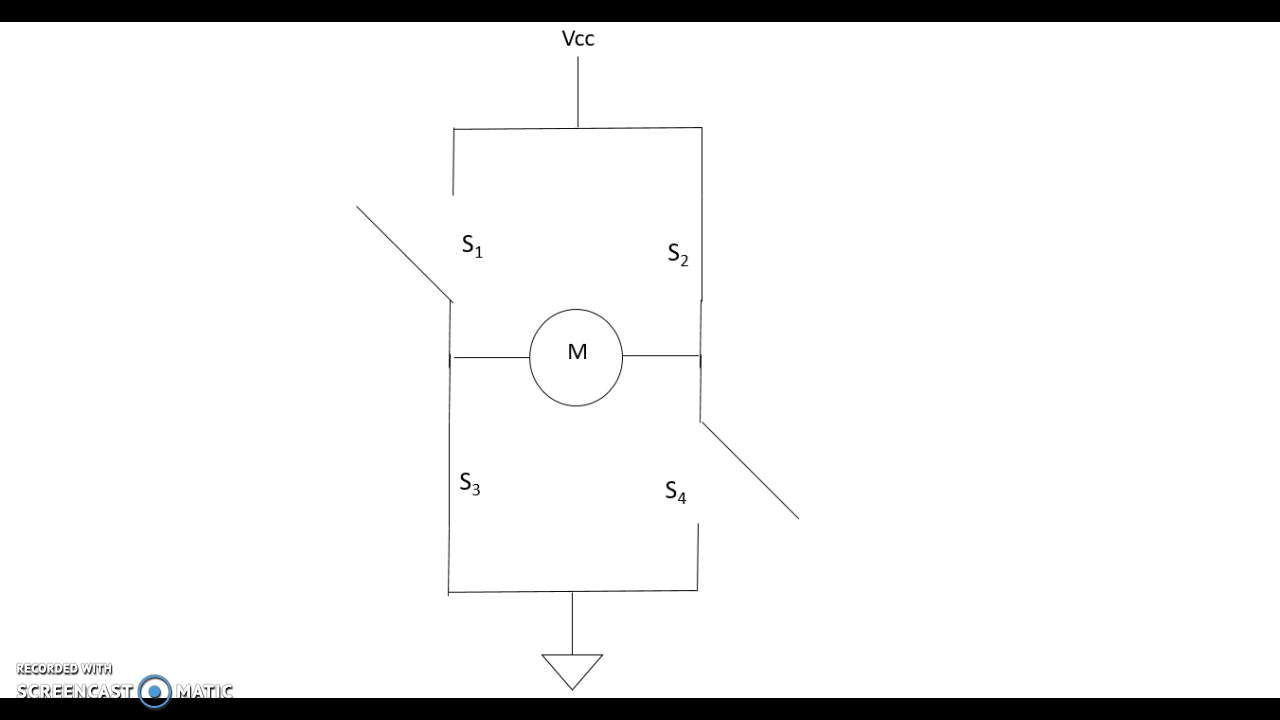 Vcc
S₁
S₂
M
S₃
S₄
RECORDED WITH
SCREENCAST MATIC